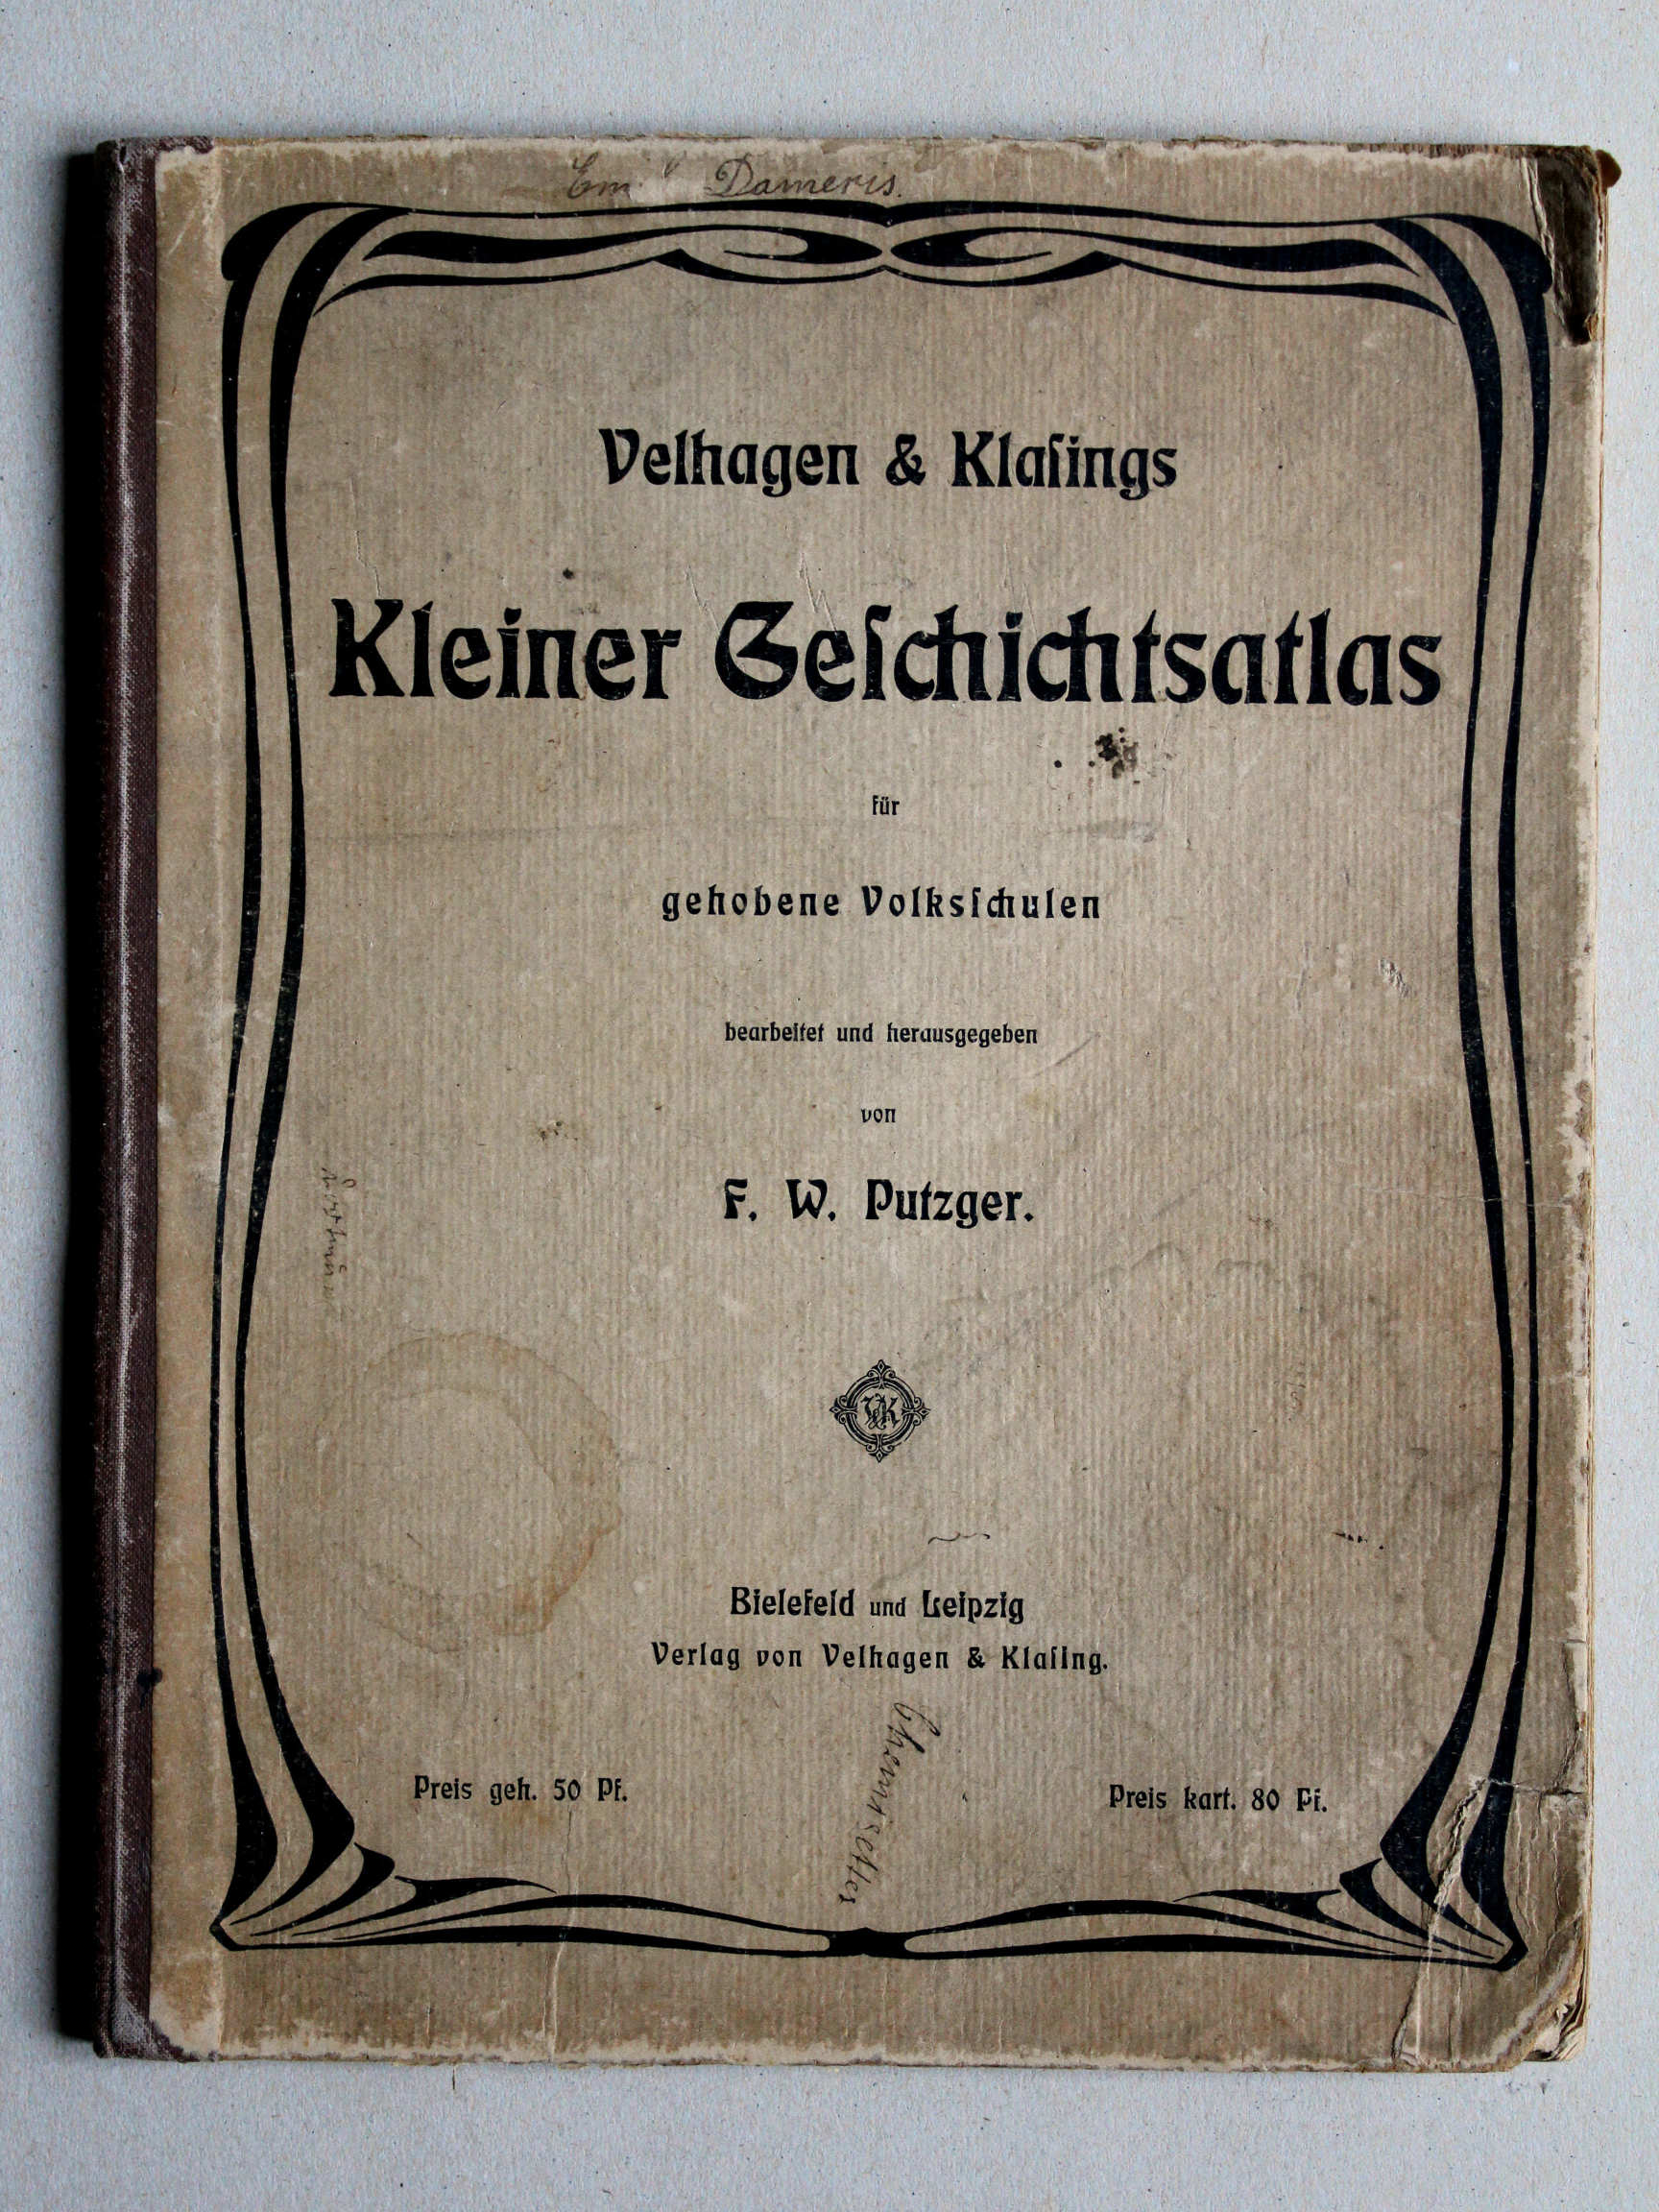 Dameris.
Velhagen & Klaſings
Kleiner Geſchichtsatlas
für
gehobene Volksſchulen
bearbeitet und herausgegeben
von
F. W. Putzger.
VK
Bielefeld und Leipzig
Verlag von Velhagen & Klaſing.
Preis geh. 50 Pf.
Preis kart. 80 Pf.